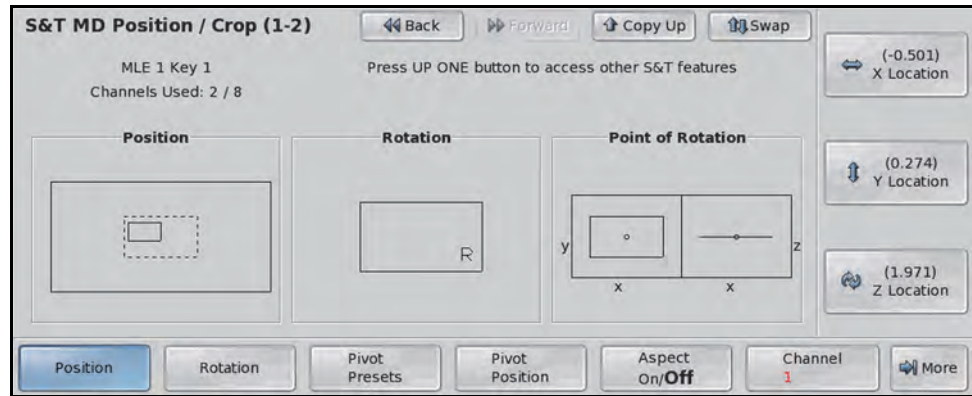 S&T MD Position / Crop (1-2)
Back
Forward
Copy Up
Swap
MLE 1 Key 1
Channels Used: 2 / 8
Press UP ONE button to access other S&T features
(-0.501)
X Location
Position
Rotation
Point of Rotation
(0.274)
Y Location
R
y
z
x
x
(1.971)
Z Location
Position
Rotation
Pivot
Presets
Pivot
Position
Aspect
On/Off
Channel
1
More